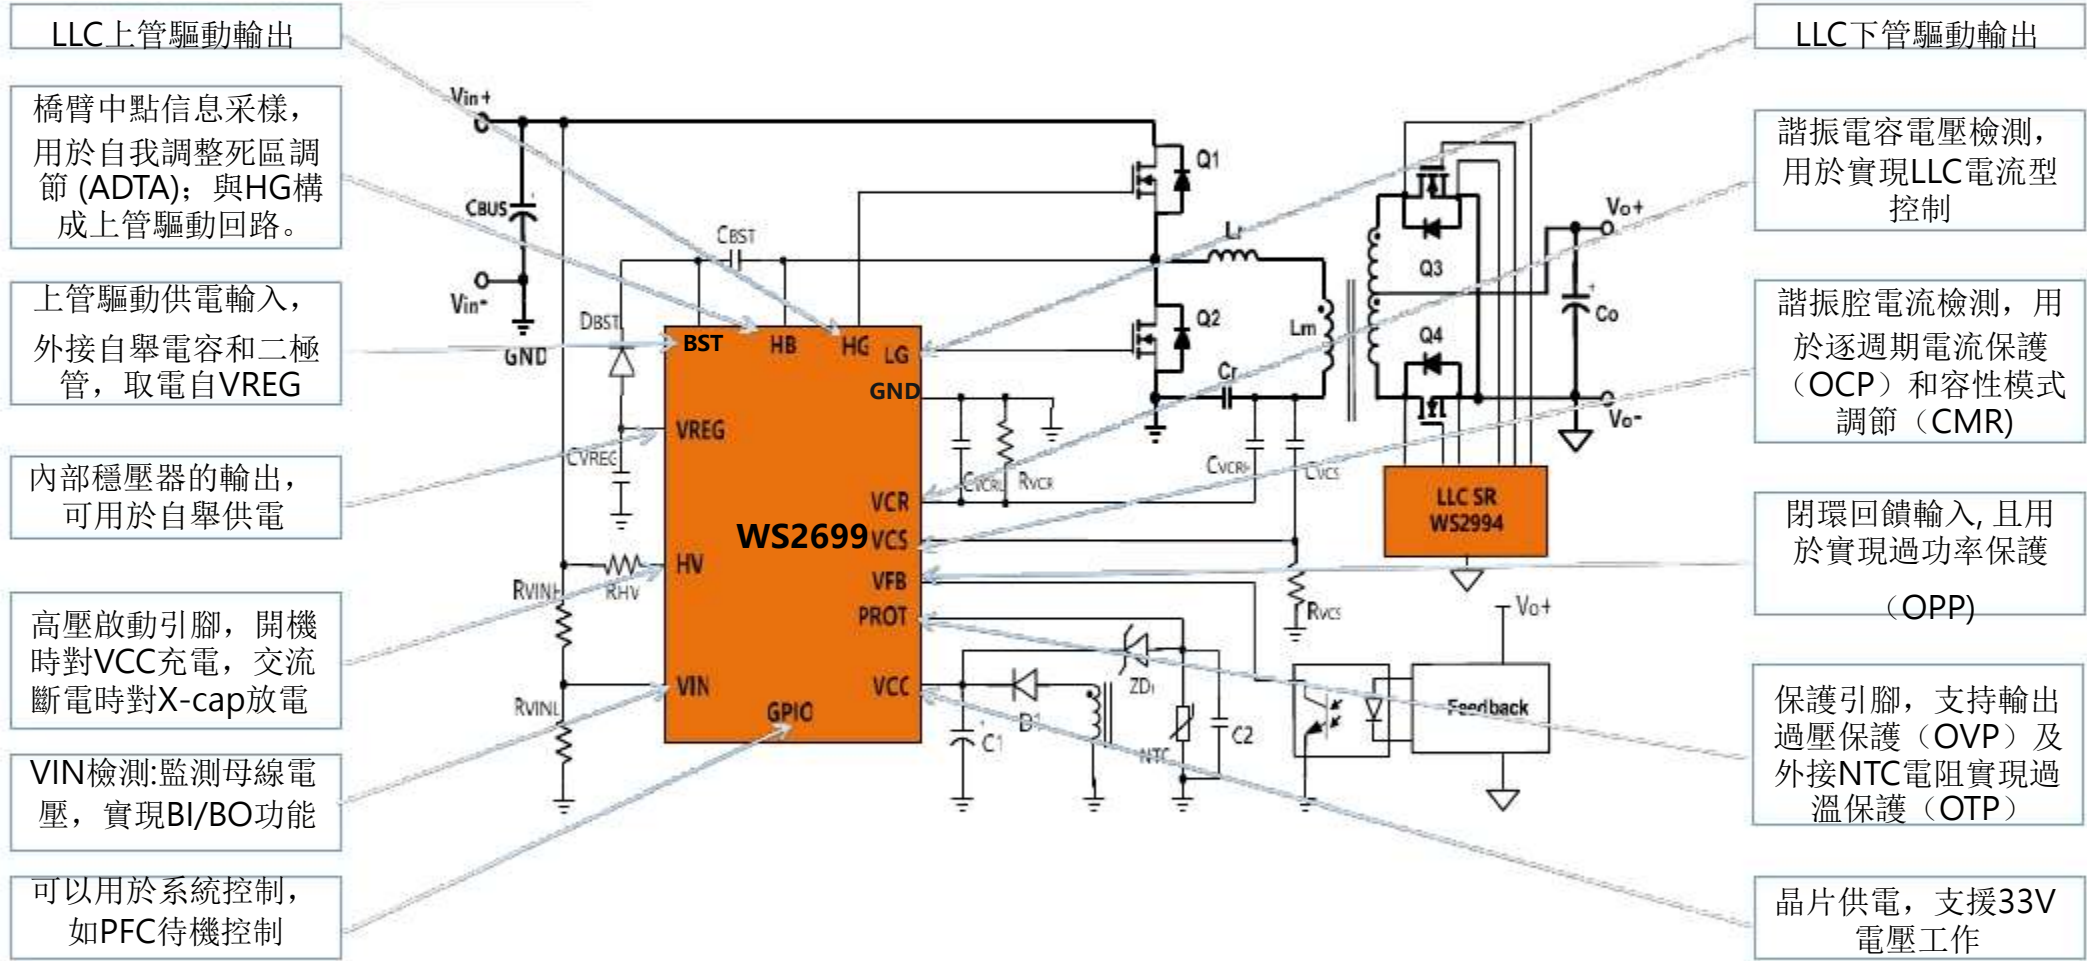 LLC上管驅動輸出
橋臂中點信息采樣，
用於自我調整死區調
節 (ADTA)；與HG構
成上管驅動回路。
上管驅動供電輸入，
外接自舉電容和二極
管，取電自VREG
內部穩壓器的輸出，
可用於自舉供電
高壓啟動引腳，開機
時對VCC充電，交流
斷電時對X-cap放電
VIN檢測:監測母線電
壓，實現BI/BO功能
可以用於系統控制，
如PFC待機控制
Vin+
CBUS
Vin-
GND
CBST
DBST
CVREG
RVINH
RHV
RVINL
BST
HB
HG
LG
GND
VREG
VCR
WS2699
VCS
HV
VFB
PROT
VIN
VCC
GPIO
Q1
Q2
Lr
Lm
Cr
CVCRL
RVCR
CVCRH
CVCS
RVCS
ZD1
D1
C1
NTC
C2
Q3
Q4
Vo+
Co
Vo-
LLC SR
WS2994
Vo+
Feedback
LLC下管驅動輸出
諧振電容電壓檢測，
用於實現LLC電流型
控制
諧振腔電流檢測，用
於逐週期電流保護
（OCP）和容性模式
調節（CMR)
閉環回饋輸入, 且用
於實現過功率保護
（OPP)
保護引腳，支持輸出
過壓保護（OVP）及
外接NTC電阻實現過
溫保護（OTP）
晶片供電，支援33V
電壓工作